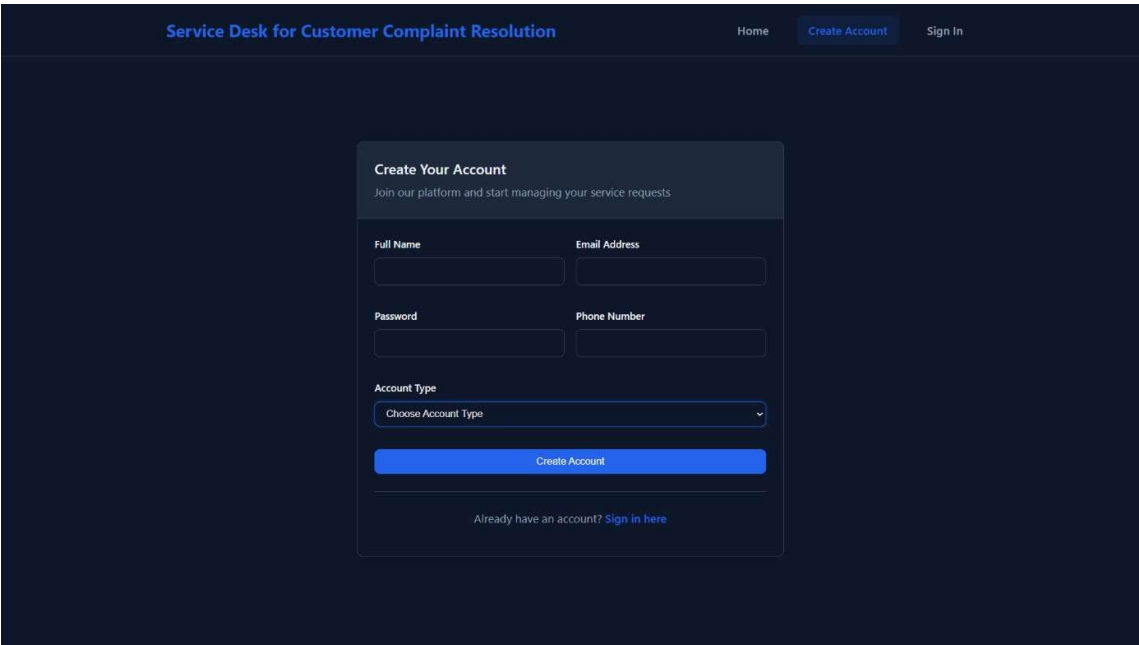 Service Desk for Customer Complaint Resolution Home Create Account Sign In
Create Your Account
Join our platform and start managing your service requests
Full Name Email Address
Password Phone Number
Account Type
Choose Account Type
Create Account
Already have an account? Sign in here